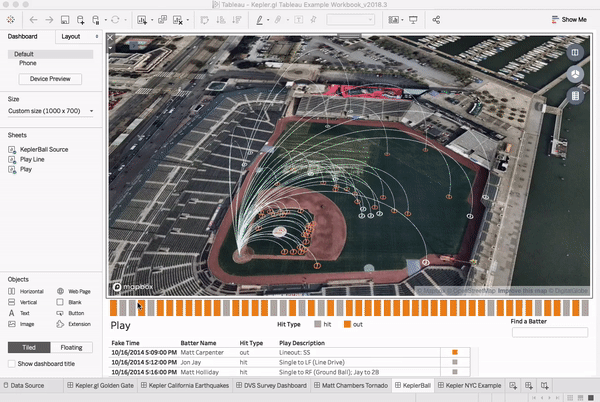 Tableau - Kepler.gl Tableau Example Workbook_v2018.3
Show Me
Dashboard
Layout
Default
Phone
Device Preview
Size
Custom size (1000 x 700)
Sheets
KeplerBall Source
Play Line
Play
Objects
Horizontal
Web Page
Vertical
Blank
Text
Button
Image
Extension
Tiled
Floating
Show dashboard title
mapbox
© Mapbox © OpenStreetMap Improve this map © DigitalGlobe
Play
Hit Type
hit
out
Find a Batter
Fake Time
Batter Name
Hit Type
Play Description
10/16/2014 5:09:00 PM Matt Carpenter out Lineout: SS
10/16/2014 5:12:00 PM Jon Jay hit Single to LF (Line Drive)
10/16/2014 5:16:00 PM Matt Holliday hit Single to RF (Ground Ball); Jay to 2B
Data Source
Kepler.gl Golden Gate
Kepler California Earthquakes
DVS Survey Dashboard
Matt Chambers Tornado
KeplerBall
Kepler NYC Example